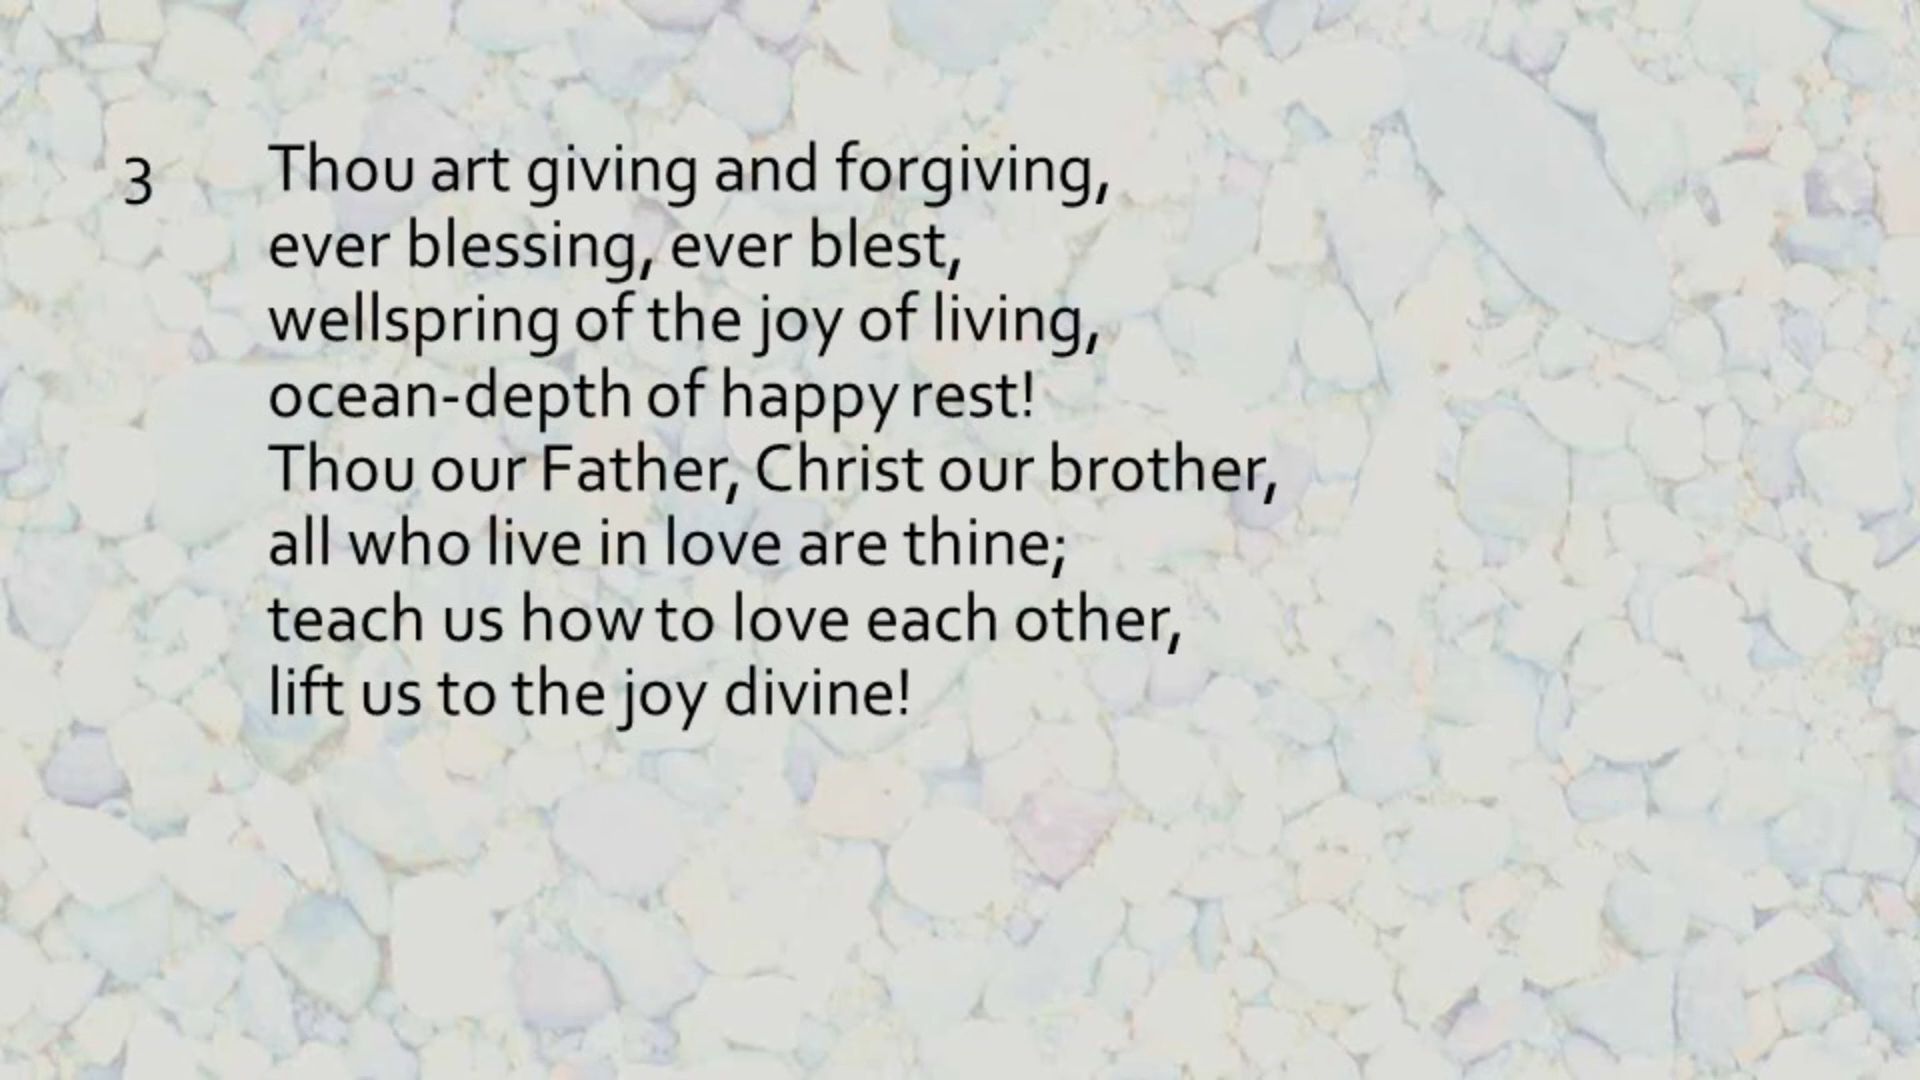 3 Thou art giving and forgiving,
ever blessing, ever blest,
wellspring of the joy of living,
ocean-depth of happy rest!
Thou our Father, Christ our brother,
all who live in love are thine;
teach us how to love each other,
lift us to the joy divine!